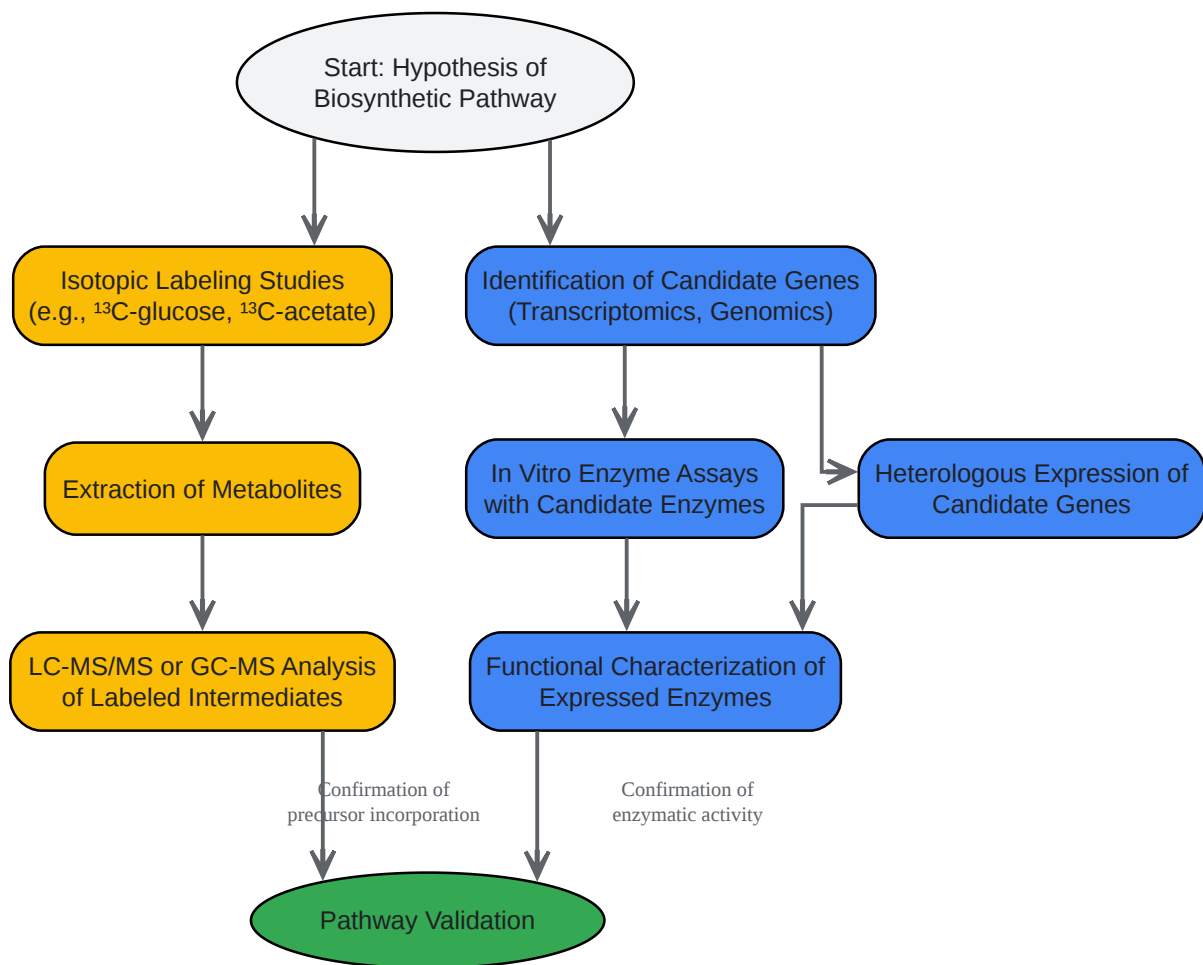 Start: Hypothesis of
Biosynthetic Pathway
Isotopic Labeling Studies
(e.g., ¹³C-glucose, ¹³C-acetate)
Identification of Candidate Genes
(Transcriptomics, Genomics)
Extraction of Metabolites
In Vitro Enzyme Assays
with Candidate Enzymes
Heterologous Expression of
Candidate Genes
LC-MS/MS or GC-MS Analysis
of Labeled Intermediates
Functional Characterization of
Expressed Enzymes
Confirmation of
precursor incorporation
Confirmation of
enzymatic activity
Pathway Validation